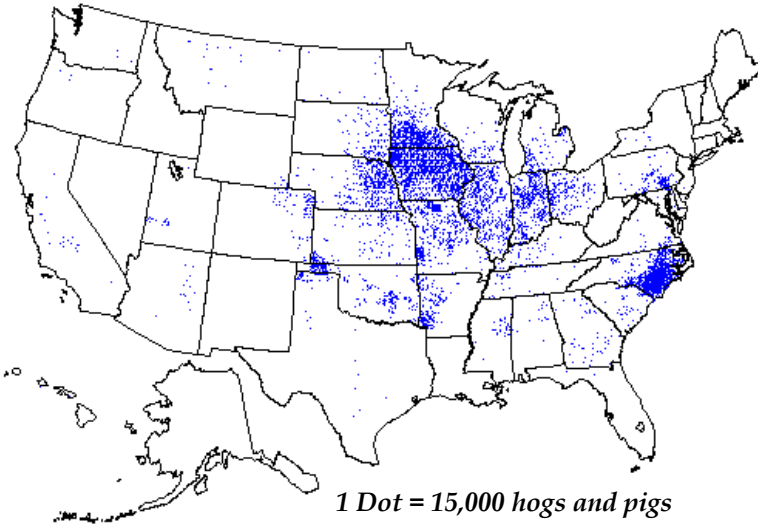 1 Dot = 15,000 hogs and pigs